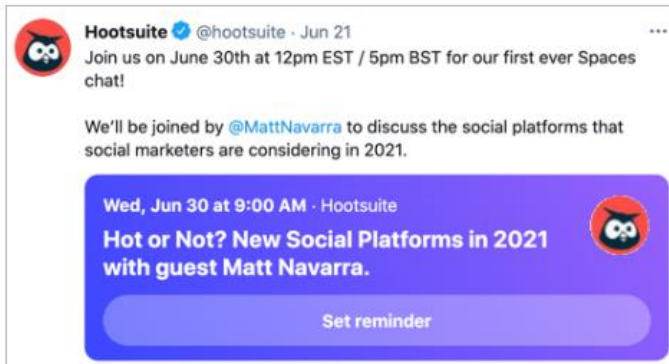 Hootsuite @hootsuite · Jun 21
Join us on June 30th at 12pm EST / 5pm BST for our first ever Spaces
chat!
We'll be joined by @MattNavarra to discuss the social platforms that
social marketers are considering in 2021.
Wed, Jun 30 at 9:00 AM · Hootsuite
Hot or Not? New Social Platforms in 2021
with guest Matt Navarra.
Set reminder